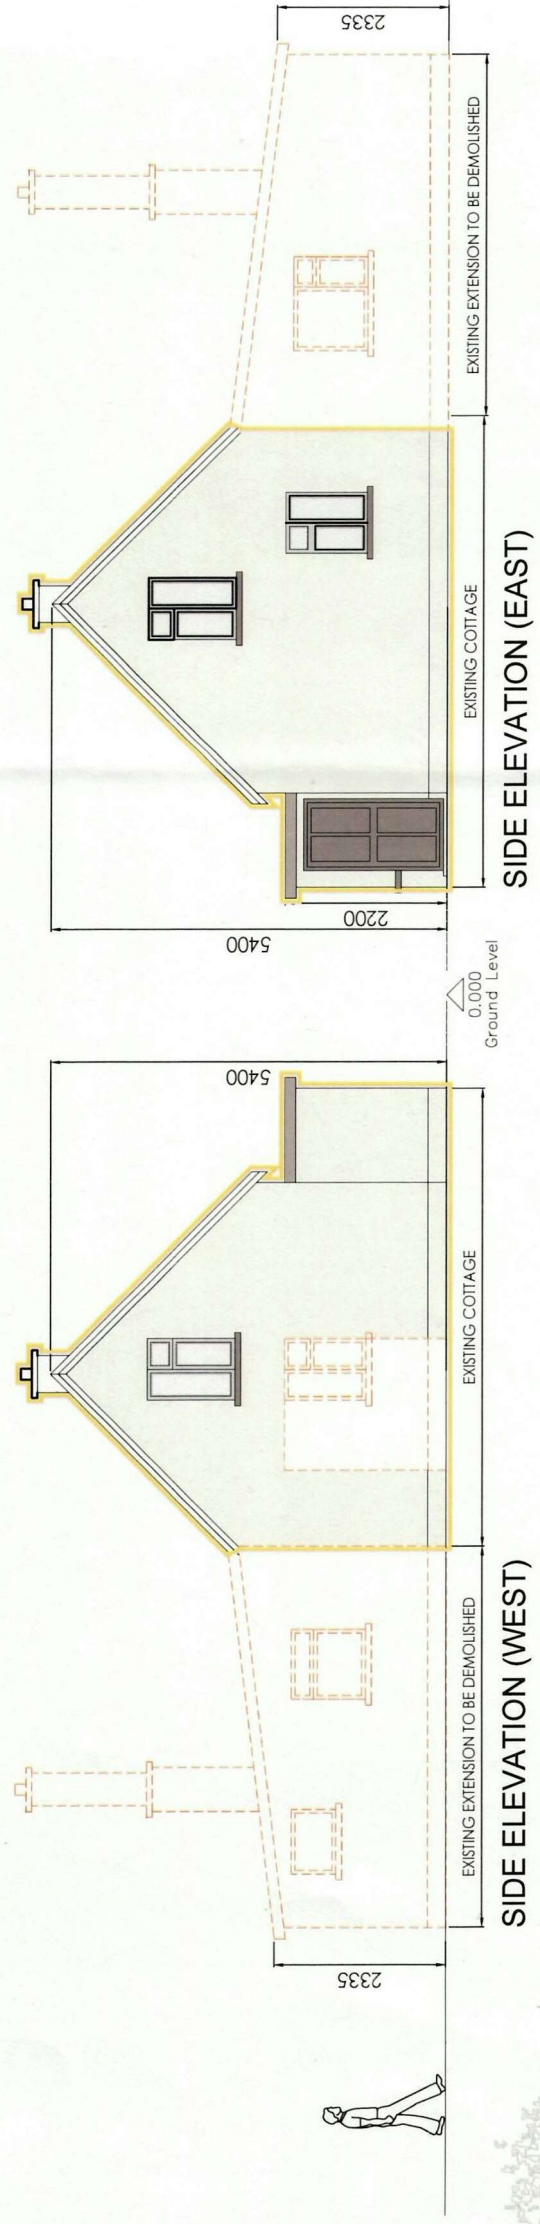 2335
EXISTING EXTENSION TO BE DEMOLISHED
EXISTING COTTAGE
5400
SIDE ELEVATION (WEST)
0.000
Ground Level
5400
2200
EXISTING COTTAGE
EXISTING EXTENSION TO BE DEMOLISHED
2335
SIDE ELEVATION (EAST)